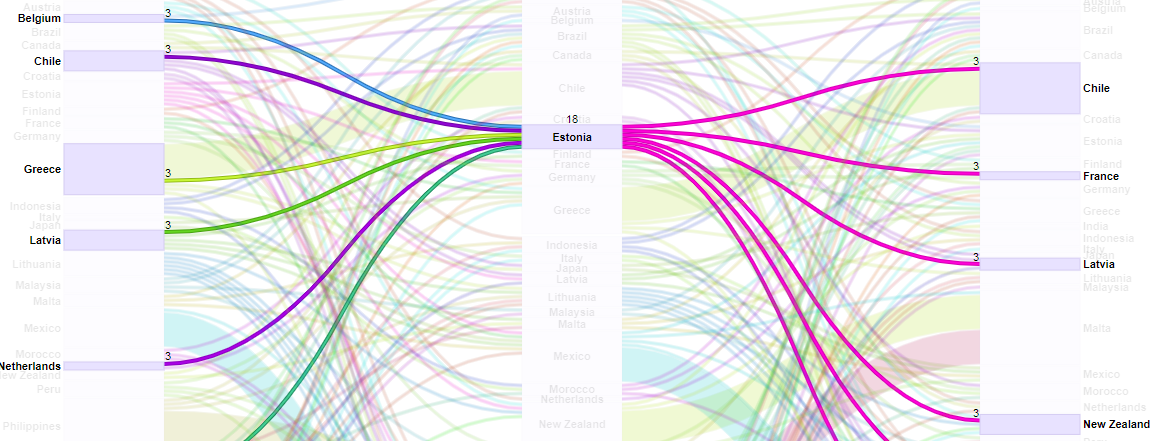 Austria
3
Belgium
Brazil
Canada
3
Chile
Croatia
Estonia
Finland
France
Germany
Greece
3
Indonesia
Italy
Japan
3
Latvia
Lithuania
Malaysia
Malta
Mexico
Morocco
3
Netherlands
New Zealand
Peru
Philippines
Austria
Belgium
Brazil
Canada
Chile
Croatia
18
Estonia
Finland
France
Germany
Greece
Indonesia
Italy
Japan
Latvia
Lithuania
Malaysia
Malta
Mexico
Morocco
Netherlands
New Zealand
Austria
Belgium
Brazil
Canada
3
Chile
Croatia
Estonia
Finland
3
France
Germany
Greece
India
Indonesia
Italy
3
Latvia
Lithuania
Malaysia
Malta
Mexico
Morocco
Netherlands
3
New Zealand